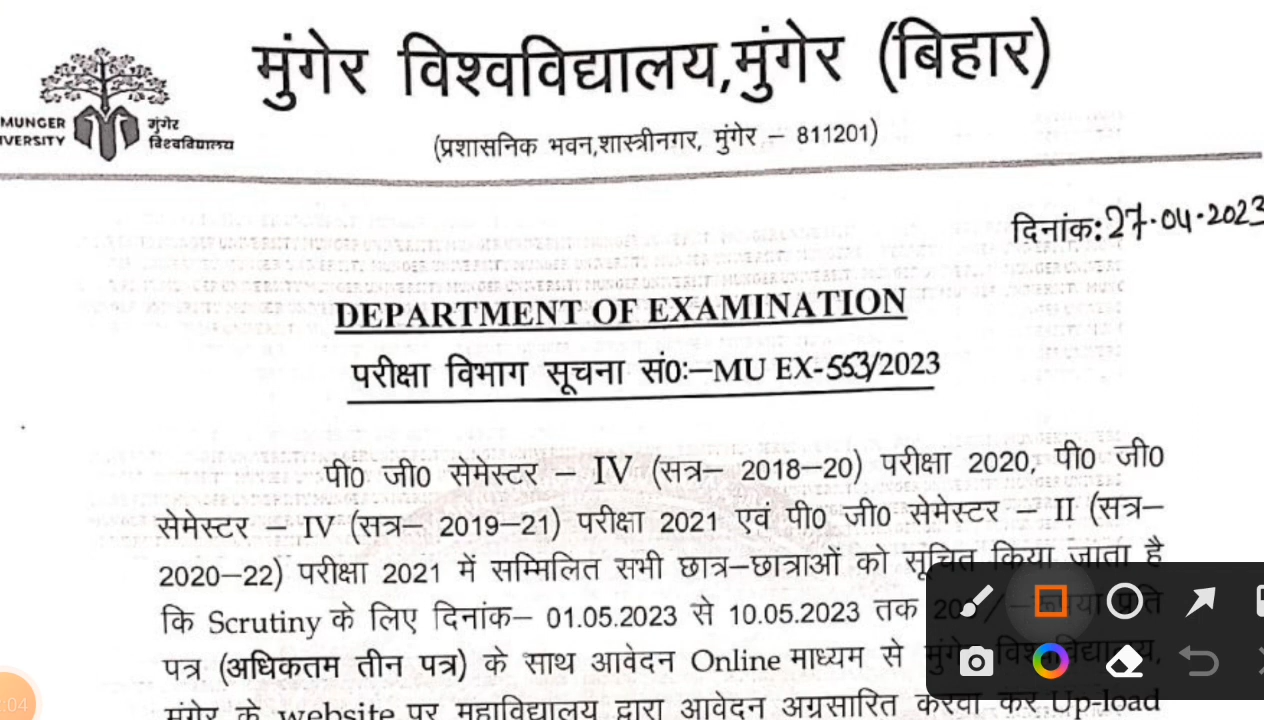 मुंगेर विश्वविद्यालय,मुंगेर (बिहार)
MUNGER
मुंगेर
विश्वविद्यालय
(प्रशासनिक भवन,शास्त्रीनगर, मुंगेर – 811201)
दिनांक:27.04.2023
DEPARTMENT OF EXAMINATION
परीक्षा विभाग सूचना सं0:–MU EX-553/2023
पी0 जी0 सेमेस्टर – IV (सत्र– 2018–20) परीक्षा 2020, पी0 जी0
सेमेस्टर – IV (सत्र– 2019–21) परीक्षा 2021 एवं पी0 जी0 सेमेस्टर – II (सत्र–
2020–22) परीक्षा 2021 में सम्मिलित सभी छात्र–छात्राओं को सूचित किया जाता है
कि Scrutiny के लिए दिनांक– 01.05.2023 से 10.05.2023 तक
पत्र (अधिकतम तीन पत्र) के साथ आवेदन Online माध्यम से मुंगेर विश्वविद्यालय,
मुंगेर के website पर महाविद्यालय द्वारा आवेदन अग्रसारित करवा कर Up-load
:04